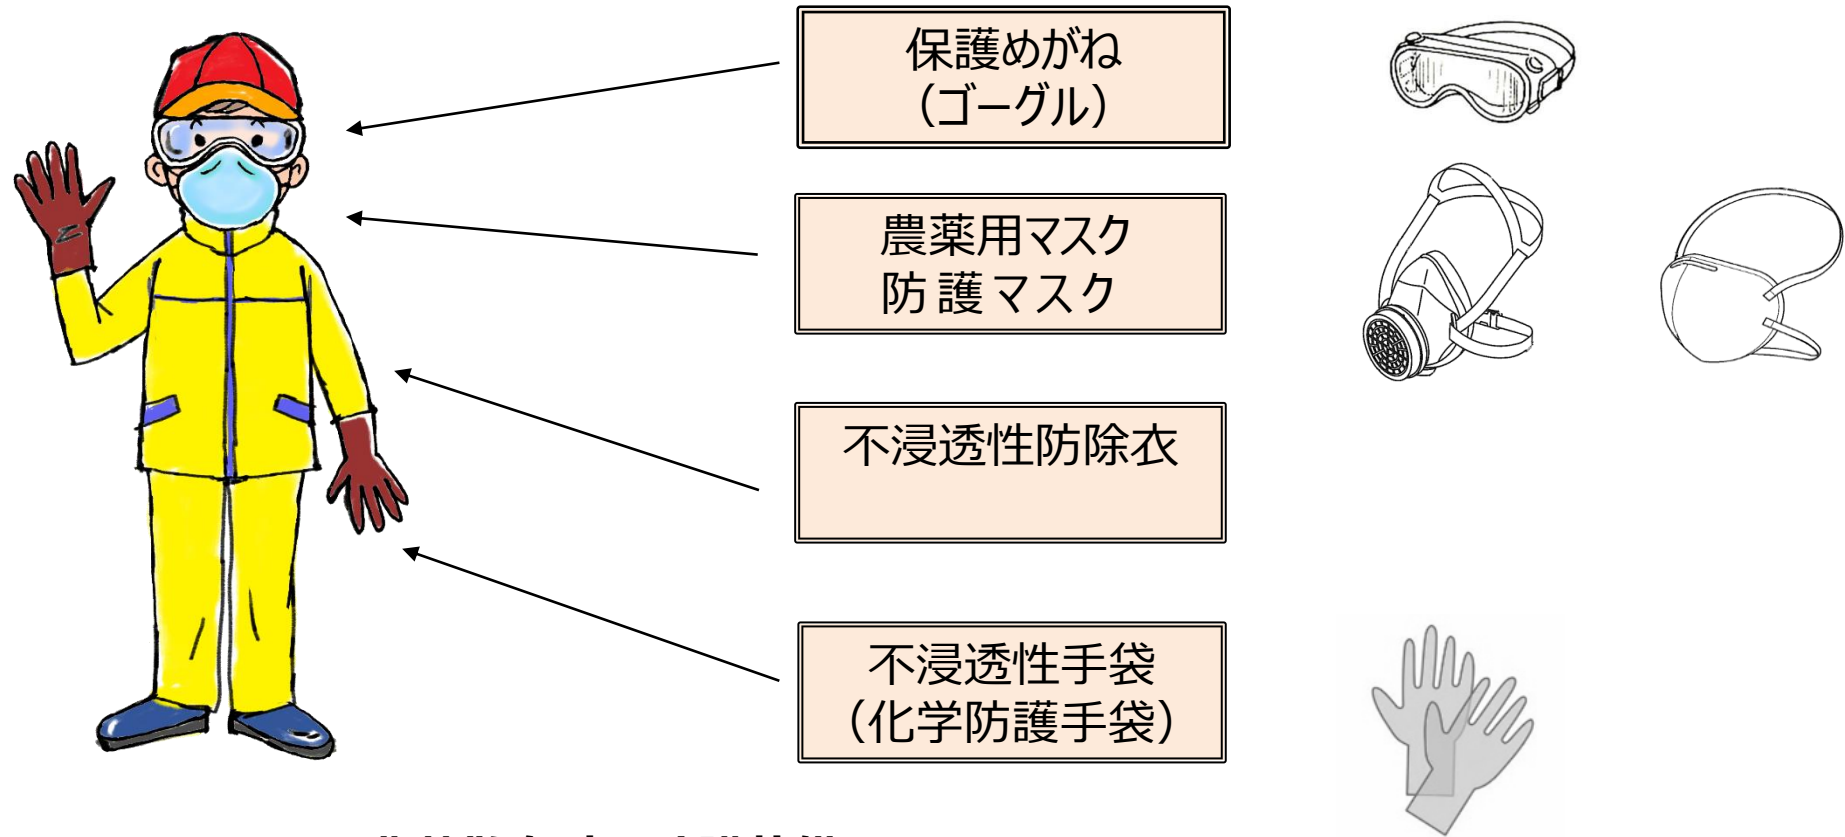 保護めがね
（ゴーグル）
農薬用マスク
防護マスク
不浸透性防除衣
不浸透性手袋
（化学防護手袋）